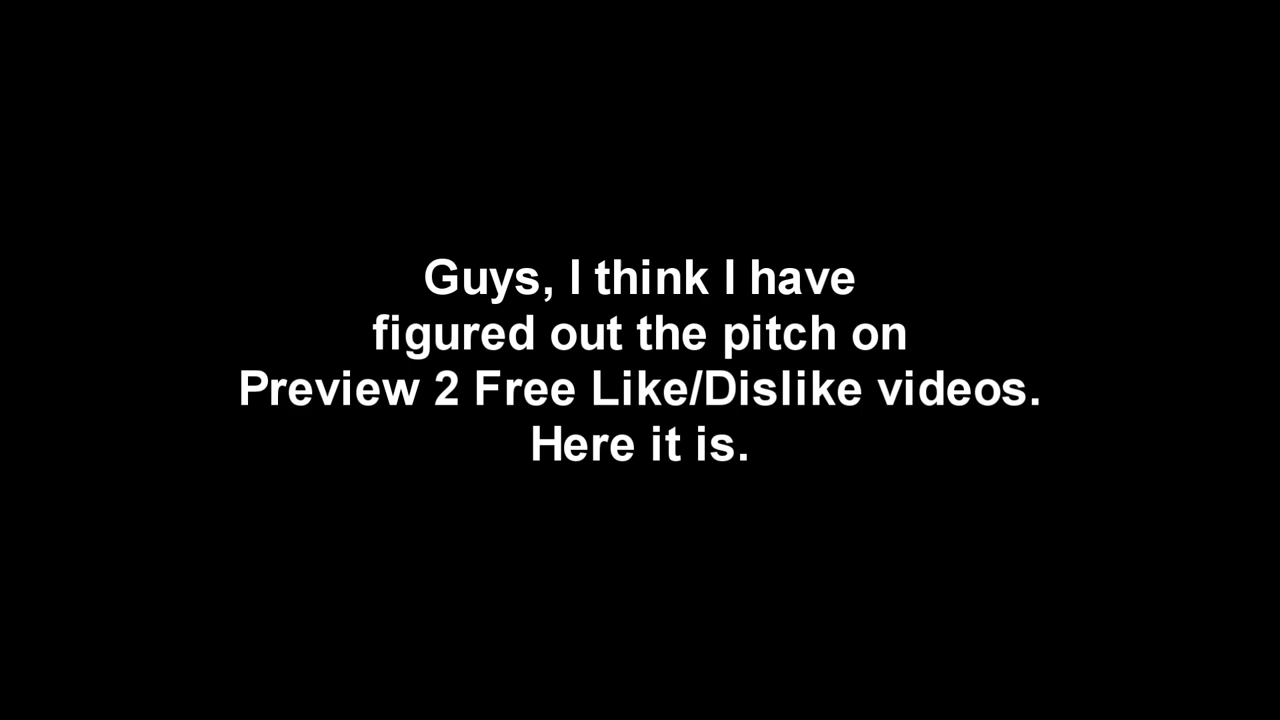 Guys, I think I have
figured out the pitch on
Preview 2 Free Like/Dislike videos.
Here it is.